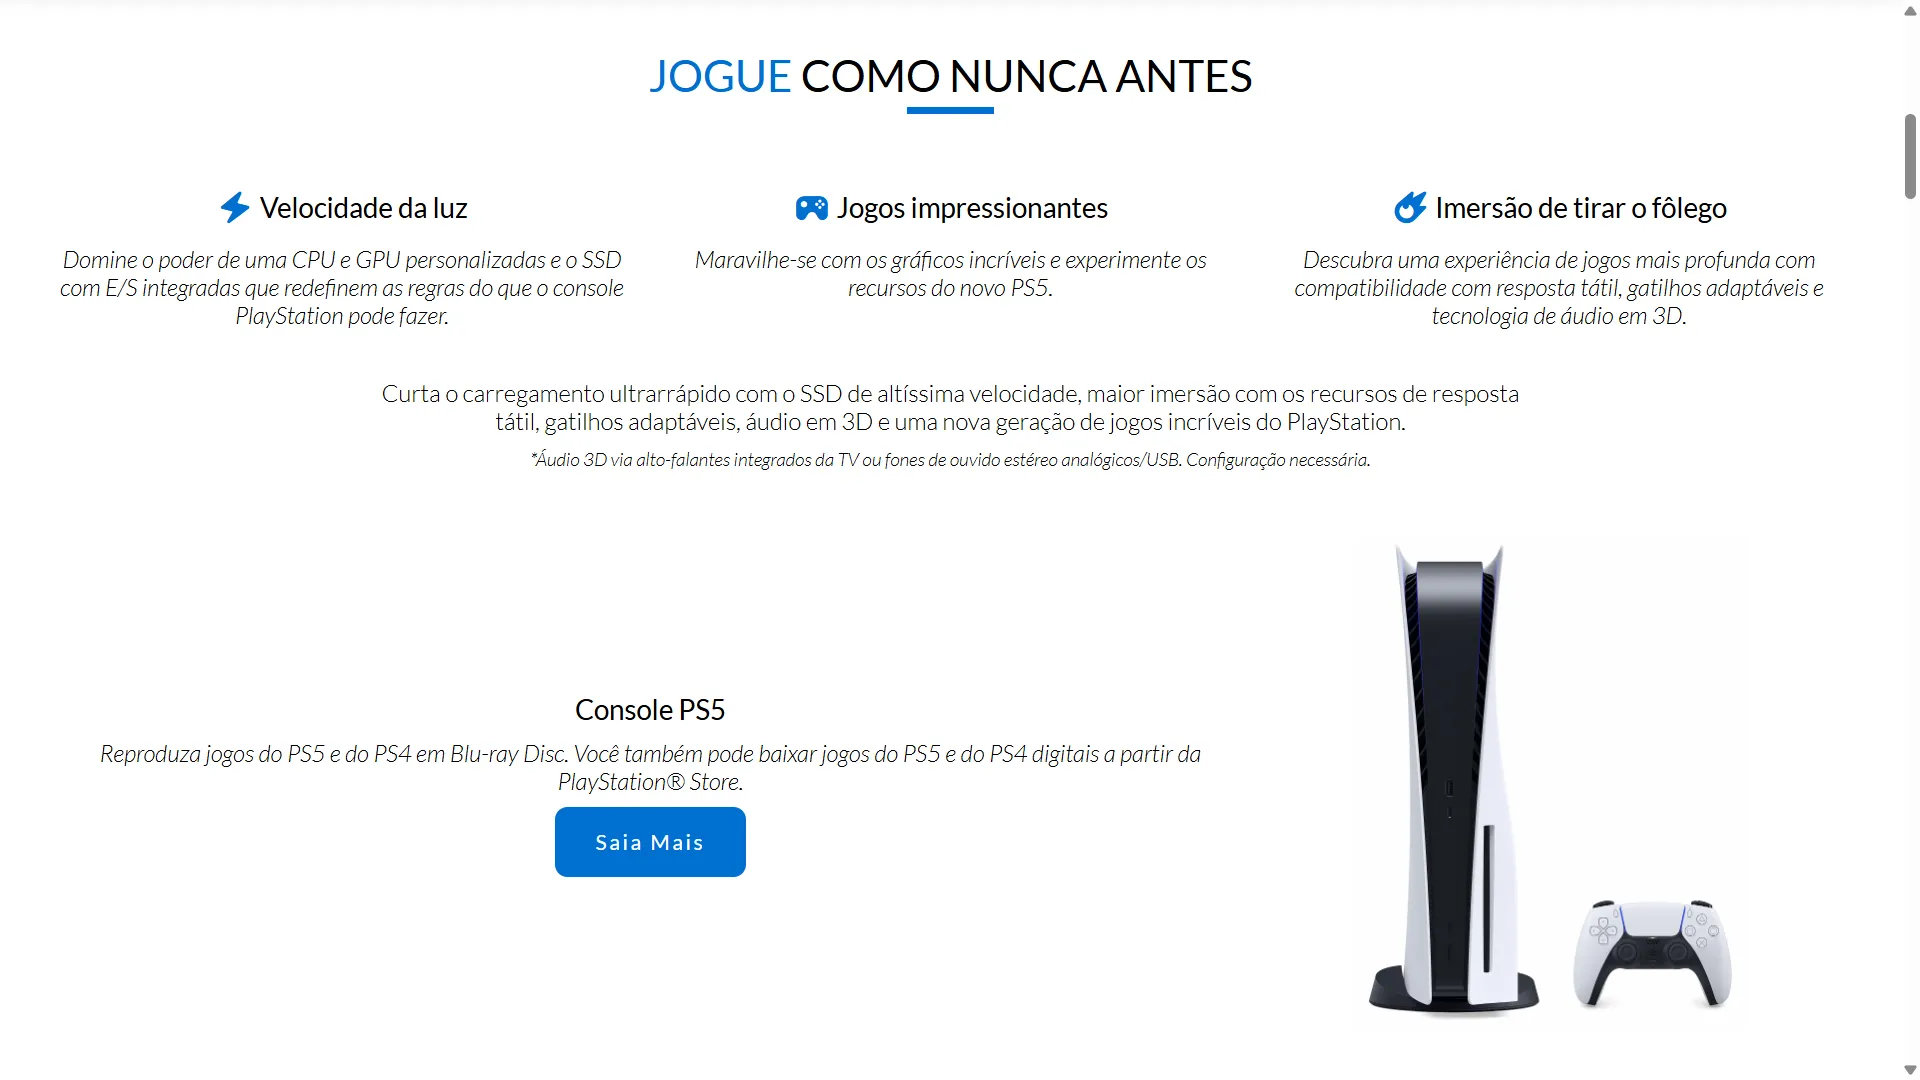 JOGUE COMO NUNCA ANTES
Velocidade da luz
Domine o poder de uma CPU e GPU personalizadas e o SSD
com E/S integradas que redefinem as regras do que o console
PlayStation pode fazer.
Jogos impressionantes
Maravilhe-se com os gráficos incríveis e experimente os
recursos do novo PS5.
Imersão de tirar o fôlego
Descubra uma experiência de jogos mais profunda com
compatibilidade com resposta tátil, gatilhos adaptáveis e
tecnologia de áudio em 3D.
Curta o carregamento ultrarrápido com o SSD de altíssima velocidade, maior imersão com os recursos de resposta
tátil, gatilhos adaptáveis, áudio em 3D e uma nova geração de jogos incríveis do PlayStation.
*Áudio 3D via alto-falantes integrados da TV ou fones de ouvido estéreo analógicos/USB. Configuração necessária.
Console PS5
Reproduza jogos do PS5 e do PS4 em Blu-ray Disc. Você também pode baixar jogos do PS5 e do PS4 digitais a partir da
PlayStation® Store.
Saia Mais